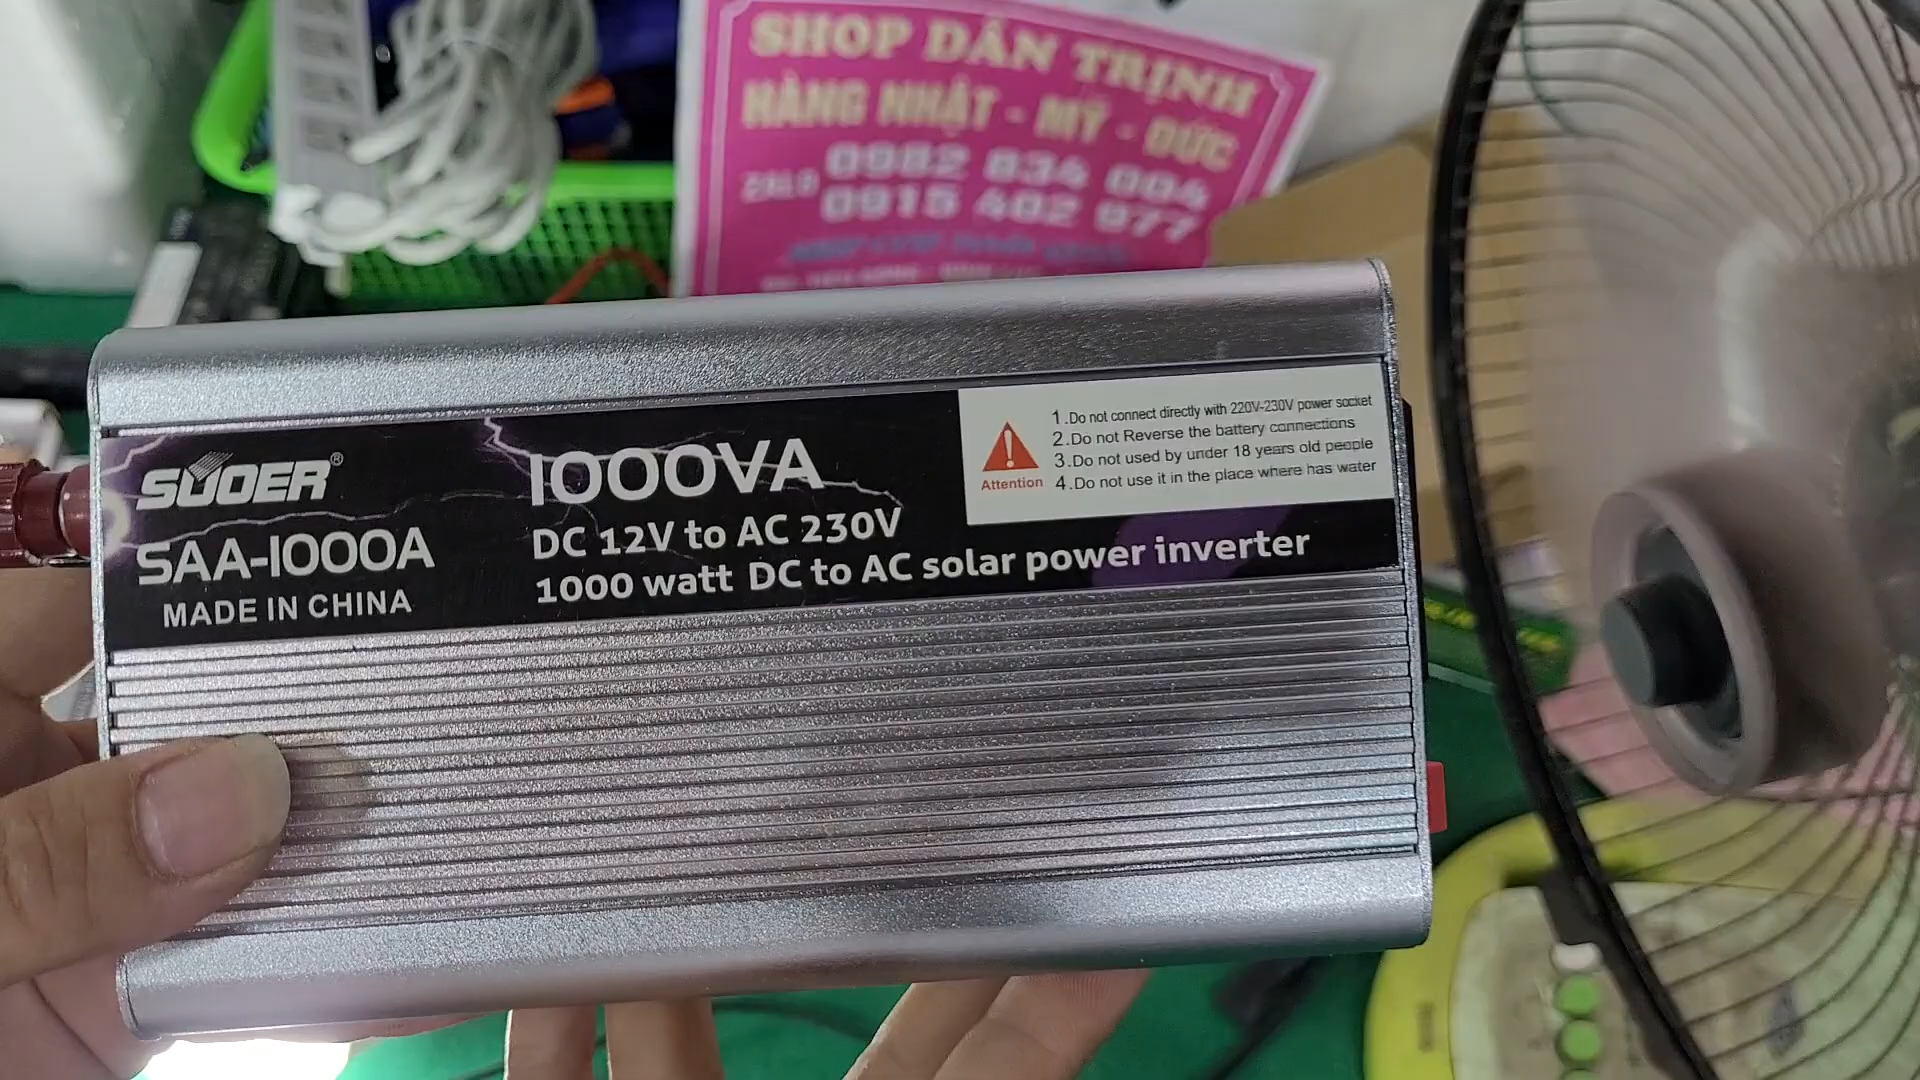 SHOP DÂN TRỊNH
HÀNG NHẬT - MỸ - ĐỨC
ZALO 0982 834 004
0915 402 977
SUOER®
SAA-1000A
MADE IN CHINA
1000VA
DC 12V to AC 230V
1000 watt DC to AC solar power inverter
Attention
1.Do not connect directly with 220V-230V power socket
2.Do not Reverse the battery connections
3.Do not used by under 18 years old people
4.Do not use it in the place where has water